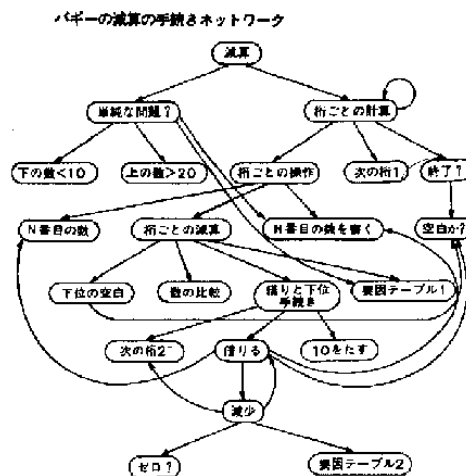 バギーの減算の手続きネットワーク
減算
単純な問題？
桁ごとの計算
下の数<10
上の数>20
桁ごとの操作
次の桁1
終了？
N番目の数
桁ごとの減算
N番目の数を書く
空白か？
下位の空白
数の比較
借りと下位
手続き
要因テーブル1
次の桁2
借りる
10をたす
減少
ゼロ？
要因テーブル2